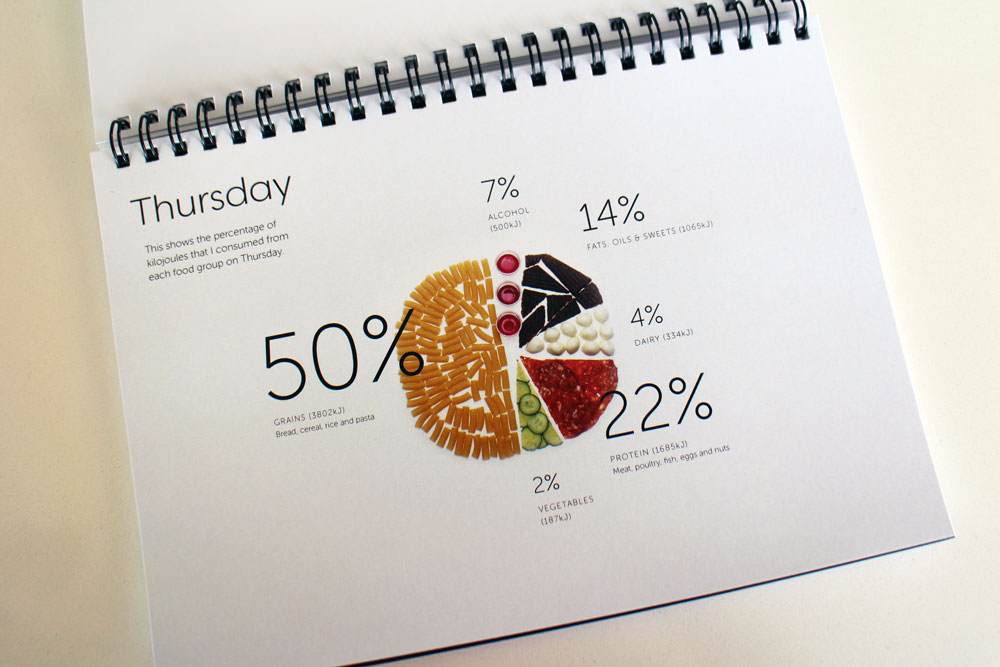 Thursday
This shows the percentage of
kilojoules that I consumed from
each food group on Thursday.
7%
ALCOHOL
(500kJ)
14%
FATS, OILS & SWEETS (1065kJ)
50%
GRAINS (3802kJ)
Bread, cereal, rice and pasta
4%
DAIRY (334kJ)
22%
PROTEIN (1685kJ)
Meat, poultry, fish, eggs and nuts
2%
VEGETABLES
(187kJ)